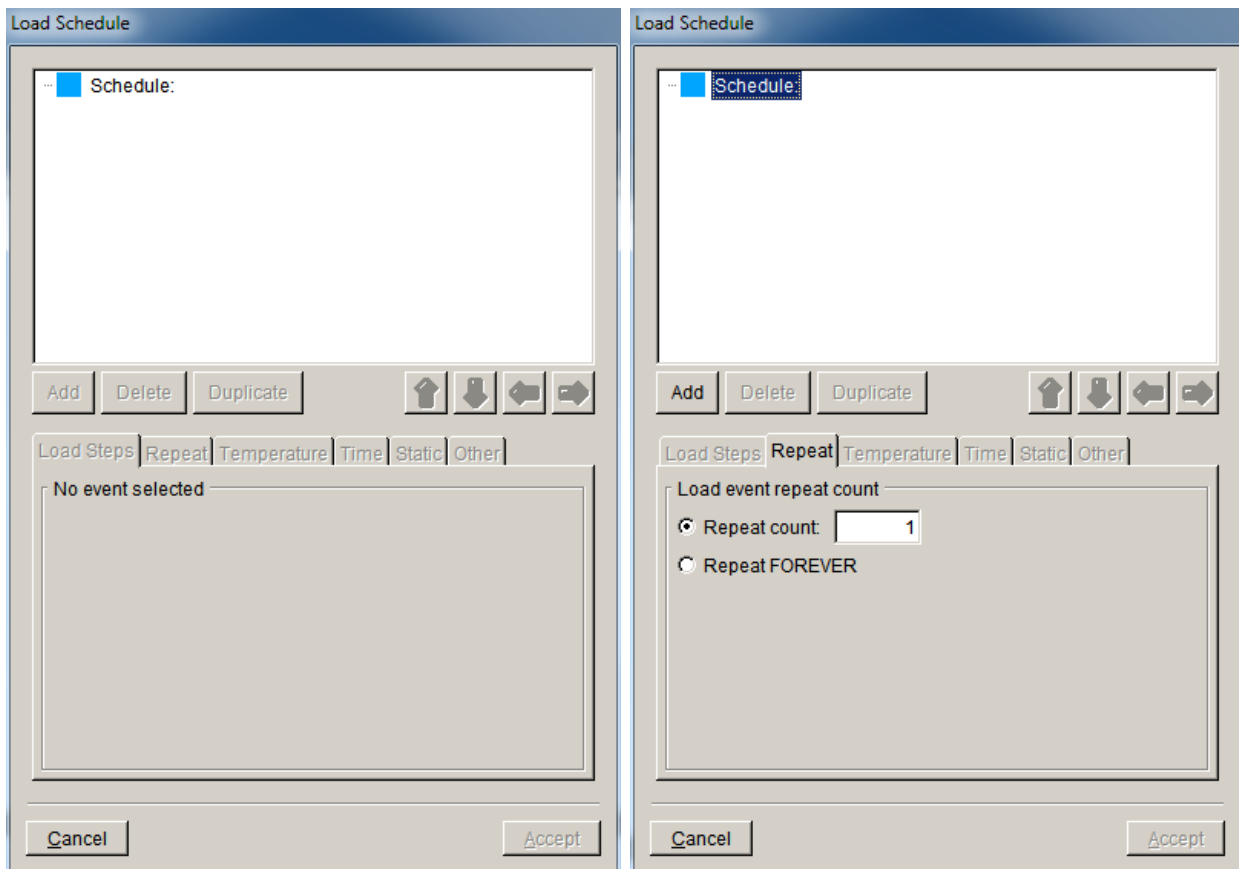 Load Schedule
Schedule:
Add Delete Duplicate
Load Steps Repeat Temperature Time Static Other
No event selected
Cancel Accept
Load Schedule
Schedule:
Add Delete Duplicate
Load Steps Repeat Temperature Time Static Other
Load event repeat count
Repeat count: 1
Repeat FOREVER
Cancel Accept